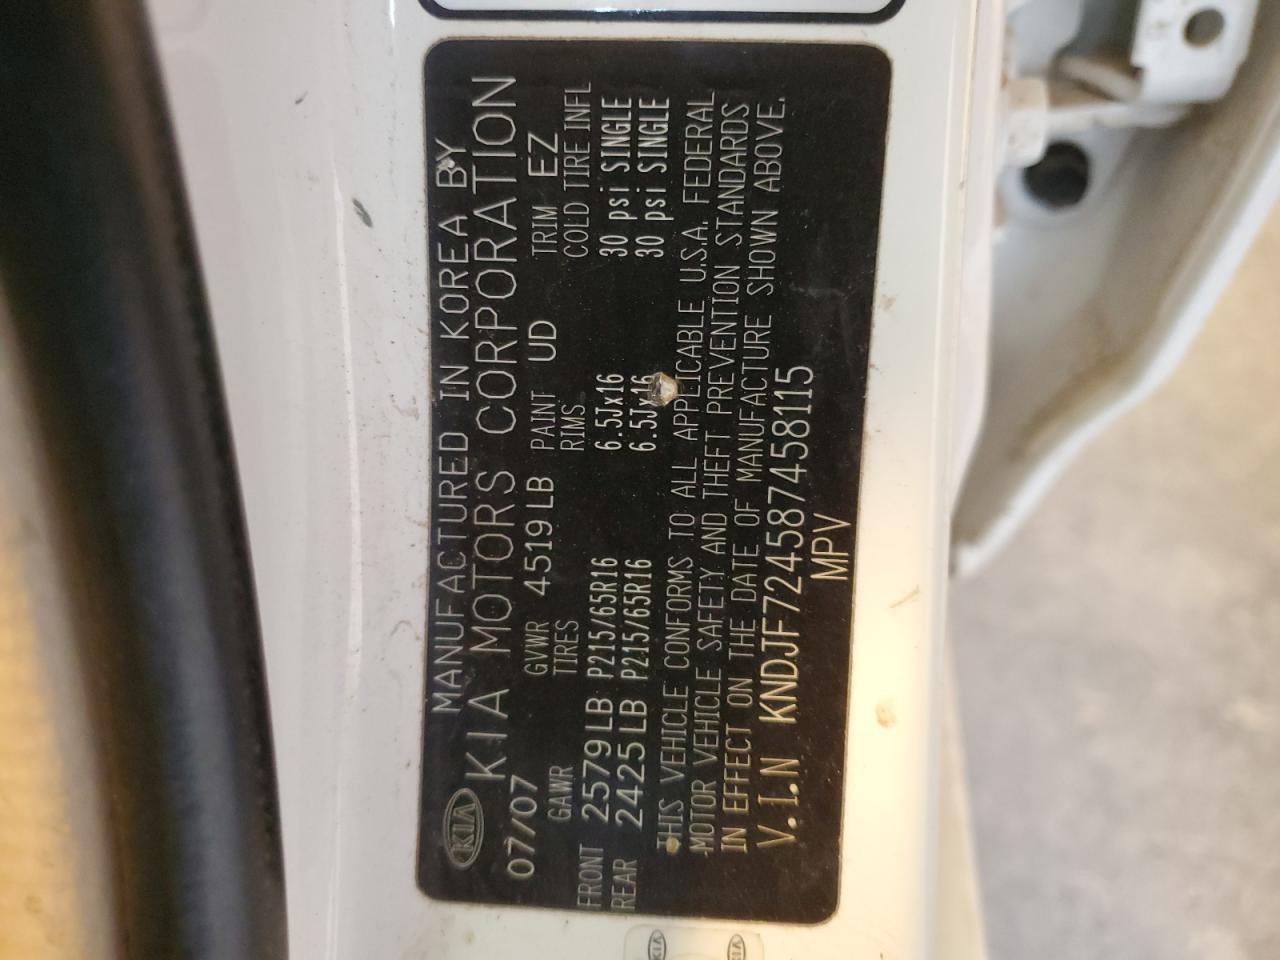 KIA MANUFACTURED IN KOREA BY
KIA MOTORS CORPORATION
07/07 GVWR 4519 LB PAINT UD TRIM EZ
GAWR TIRES RIMS COLD TIRE INFL
FRONT 2579 LB P215/65R16 6.5Jx16 30 psi SINGLE
REAR 2425 LB P215/65R16 6.5Jx16 30 psi SINGLE
THIS VEHICLE CONFORMS TO ALL APPLICABLE U.S.A. FEDERAL
MOTOR VEHICLE SAFETY AND THEFT PREVENTION STANDARDS
IN EFFECT ON THE DATE OF MANUFACTURE SHOWN ABOVE.
V.I.N KNDJF724587458115
MPV
KIA KIA